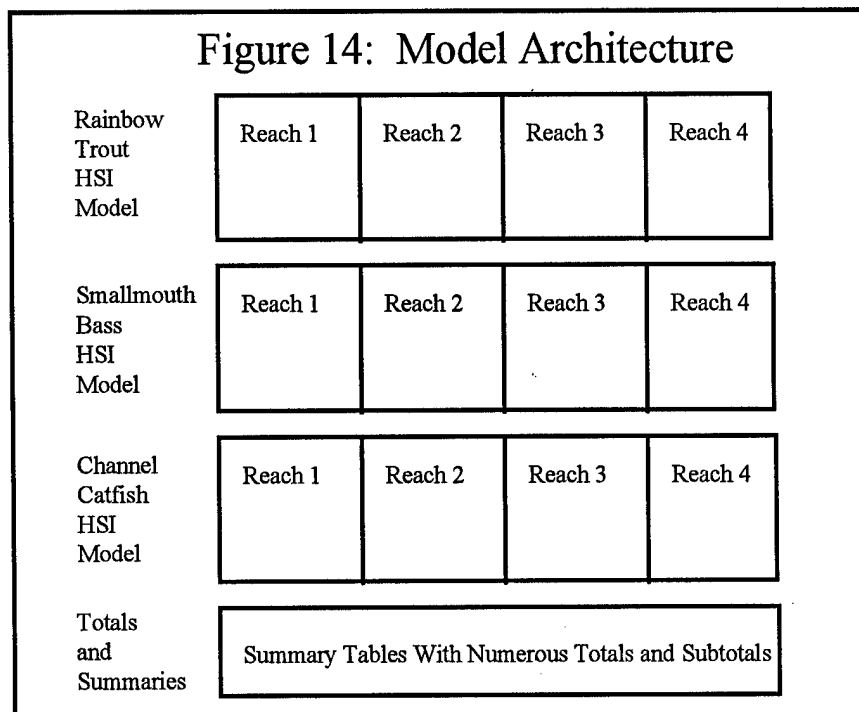 Figure 14: Model Architecture
Rainbow
Trout
HSI
Model
Reach 1 Reach 2 Reach 3 Reach 4
Smallmouth
Bass
HSI
Model
Reach 1 Reach 2 Reach 3 Reach 4
Channel
Catfish
HSI
Model
Reach 1 Reach 2 Reach 3 Reach 4
Totals
and
Summaries
Summary Tables With Numerous Totals and Subtotals